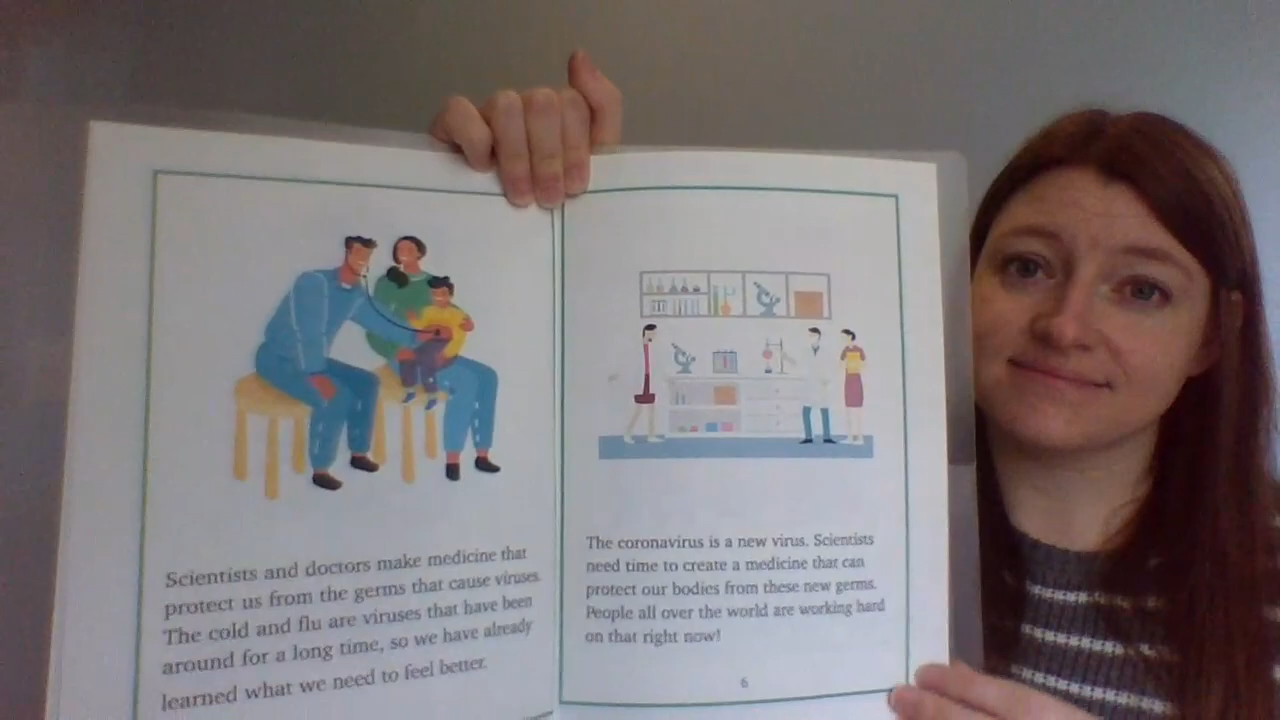 Scientists and doctors make medicine that
protect us from the germs that cause viruses.
The cold and flu are viruses that have been
around for a long time, so we have already
learned what we need to feel better.
The coronavirus is a new virus. Scientists
need time to create a medicine that can
protect our bodies from these new germs.
People all over the world are working hard
on that right now!
6